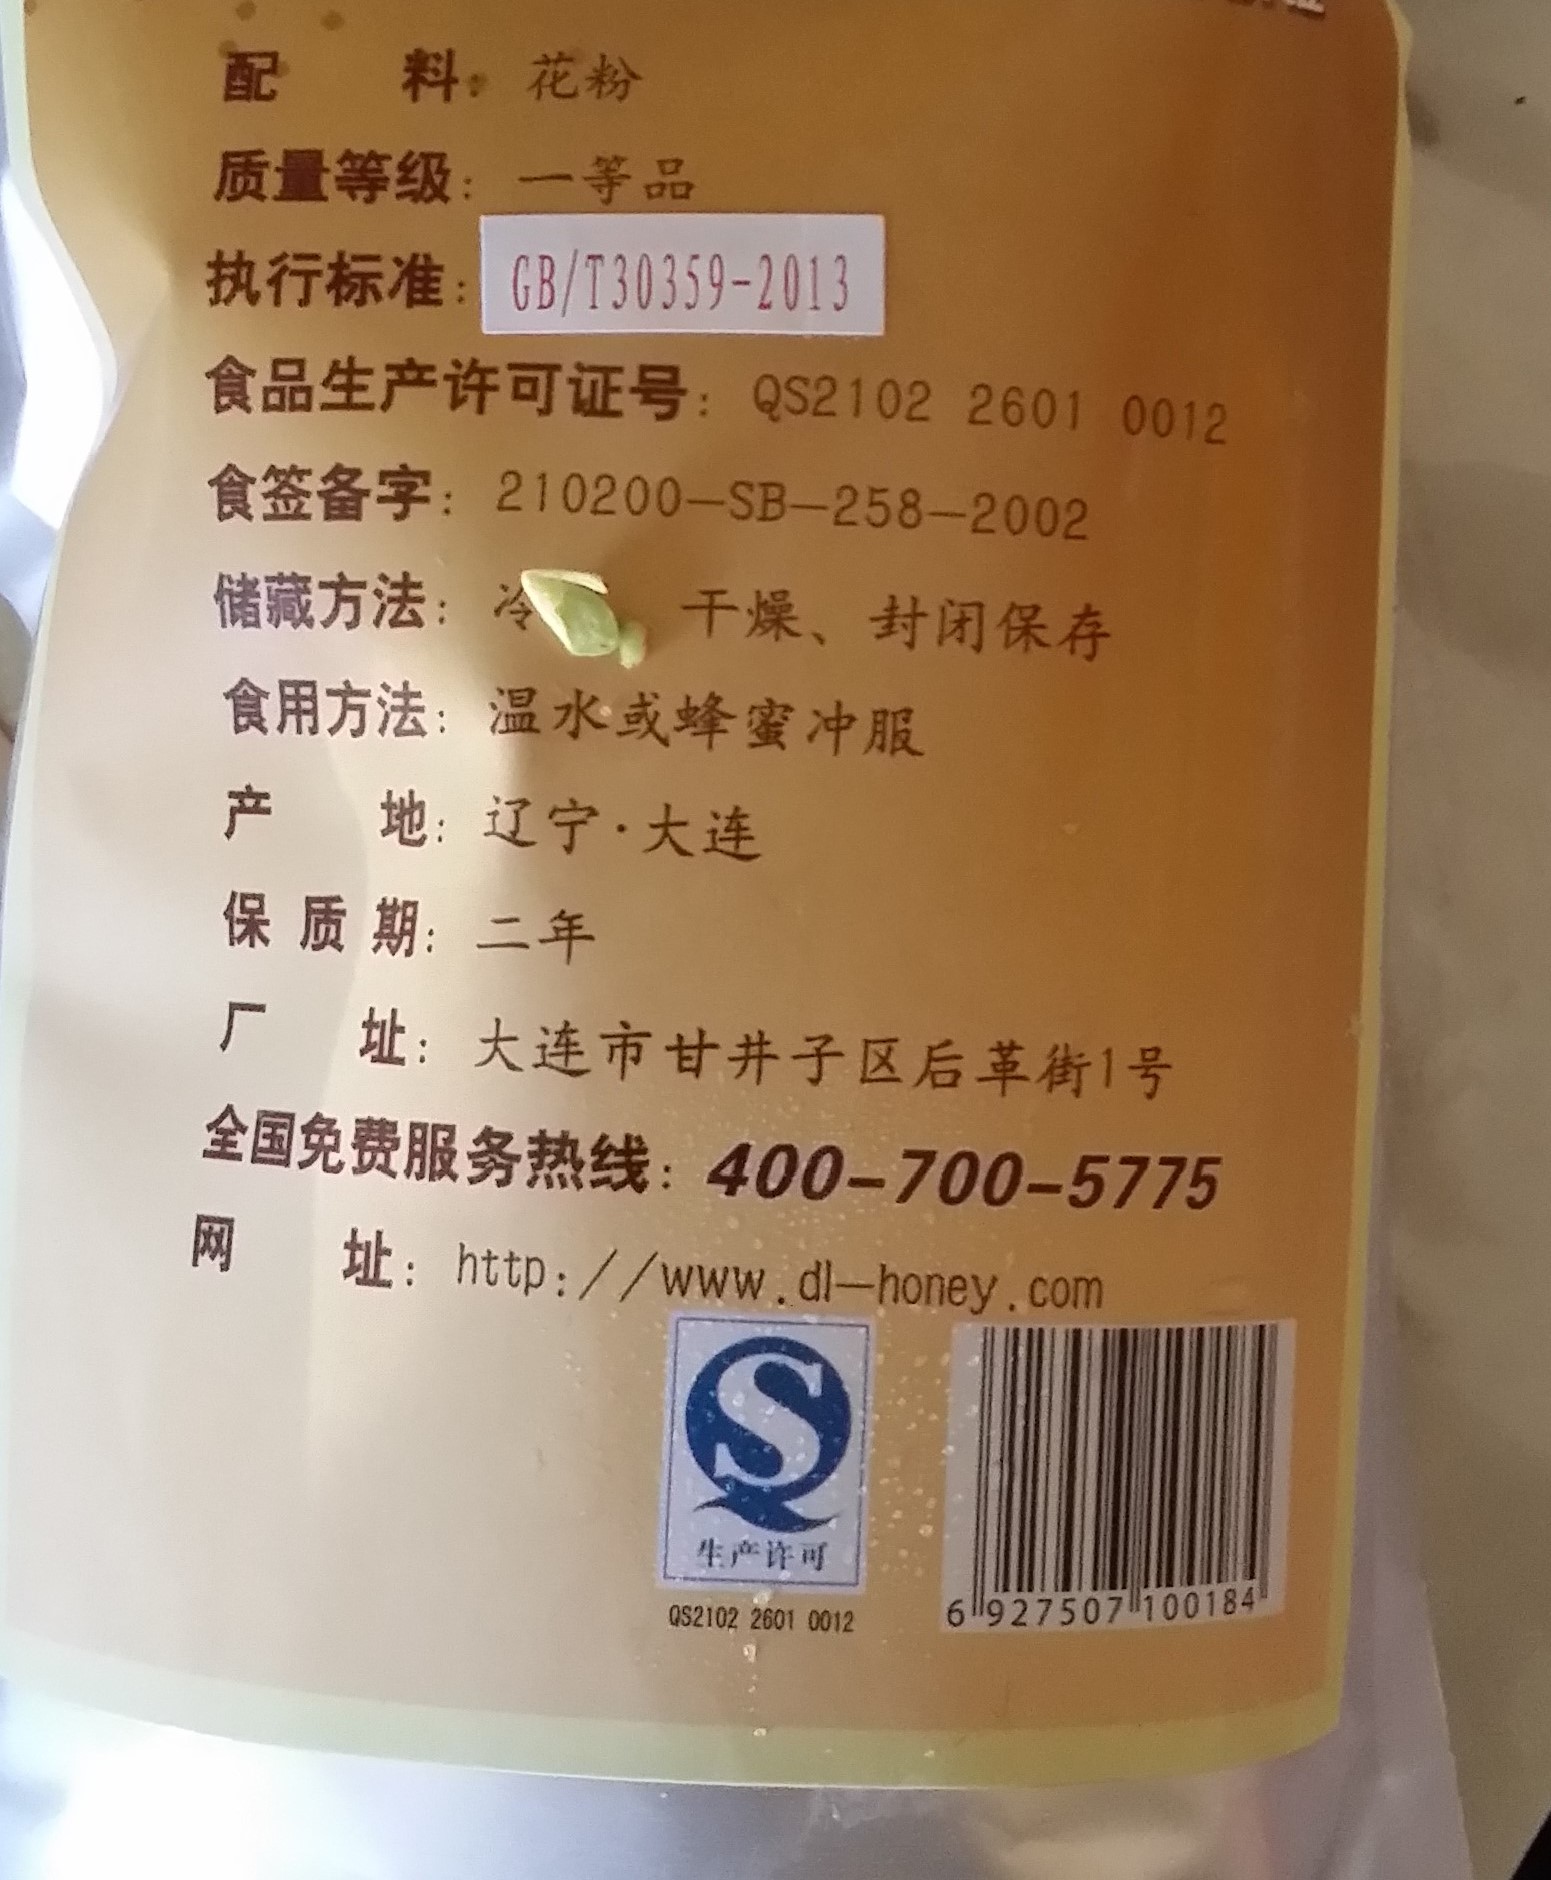 配料：花粉
质量等级：一等品
执行标准：GB/T30359-2013
食品生产许可证号：QS2102 2601 0012
食签备字：210200—SB—258—2002
储藏方法：冷 干燥、封闭保存
食用方法：温水或蜂蜜冲服
产地：辽宁·大连
保质期：二年
厂址：大连市甘井子区后革街1号
全国免费服务热线：400-700-5775
网址：http://www.dl—honey.com
生产许可
QS2102 2601 0012
6 927507 100184